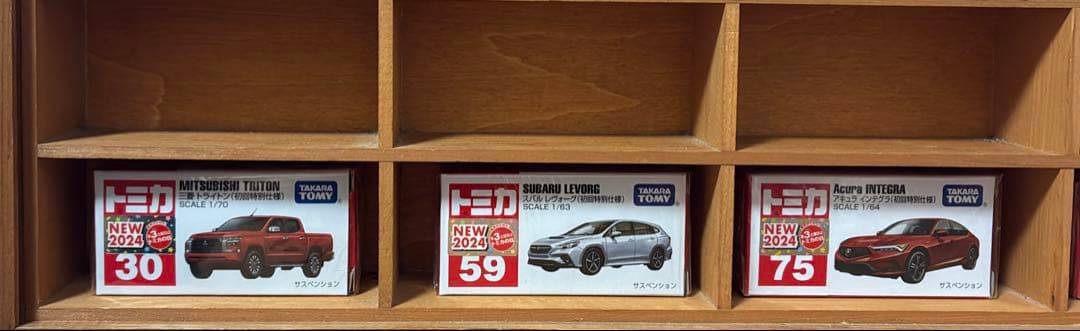 トミカ
MITSUBISHI TRITON
三菱 トライトン(初回特別仕様)
SCALE 1/70
TAKARA
TOMY
NEW
2024
30
サスペンション
トミカ
SUBARU LEVORG
スバル レヴォーグ(初回特別仕様)
SCALE 1/63
TAKARA
TOMY
NEW
2024
59
サスペンション
トミカ
Acura INTEGRA
アキュラ インテグラ(初回特別仕様)
SCALE 1/64
TAKARA
TOMY
NEW
2024
75
サスペンション